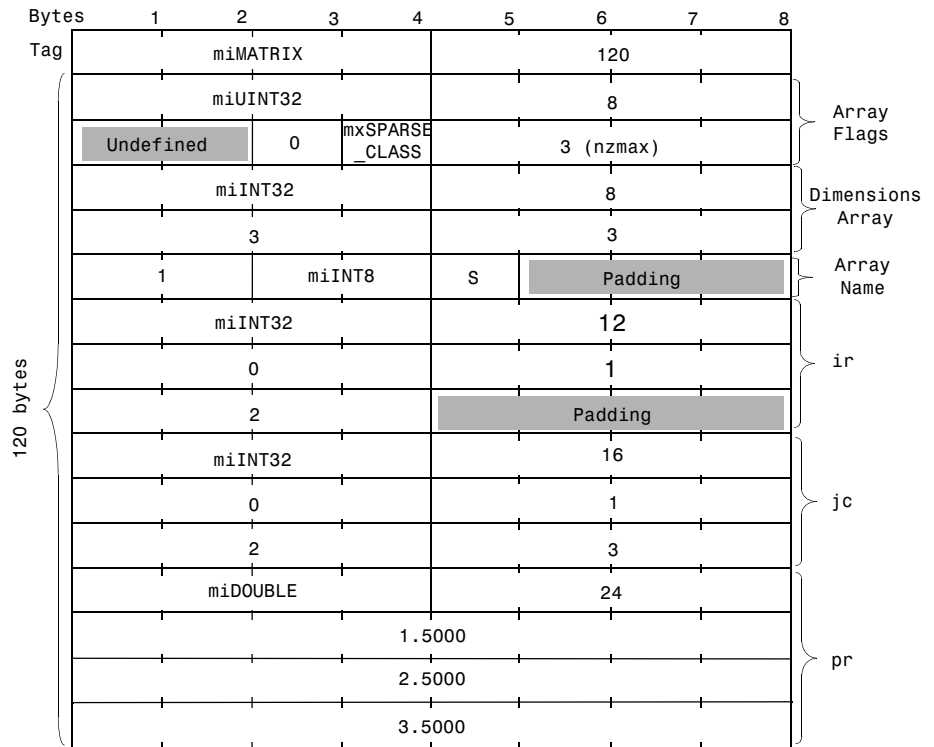 Bytes 1 2 3 4 5 6 7 8
Tag miMATRIX 120
miUINT32 8
Array
Flags
Undefined 0 mxSPARSE
_CLASS 3 (nzmax)
miINT32 8
Dimensions
Array
3 3
1 miINT8 S Padding
Array
Name
miINT32 12
0 1
ir
2 Padding
120 bytes
miINT32 16
0 1
jc
2 3
miDOUBLE 24
1.5000
pr
2.5000
3.5000